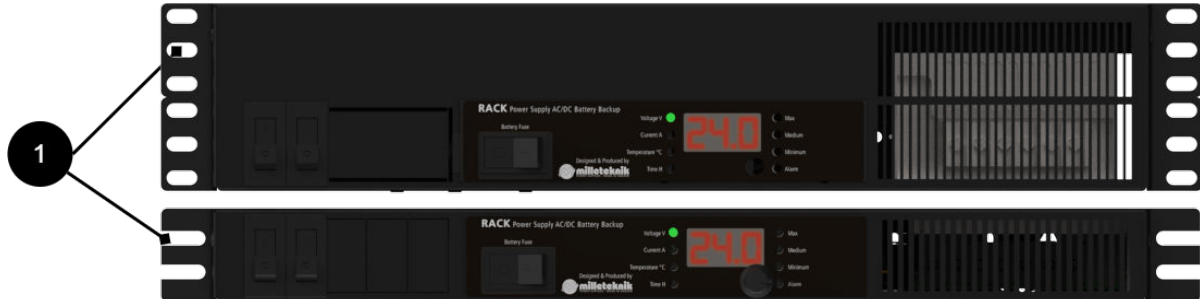 1
RACK Power Supply AC/DC Battery Backup
Battery Fuse
Voltage V
Current A
Temperature °C
Time H
24.0
Max
Medium
Minimum
Alarm
Designed & Produced by
milleteknik
RACK Power Supply AC/DC Battery Backup
Battery Fuse
Voltage V
Current A
Temperature °C
Time H
24.0
Max
Medium
Minimum
Alarm
Designed & Produced by
milleteknik